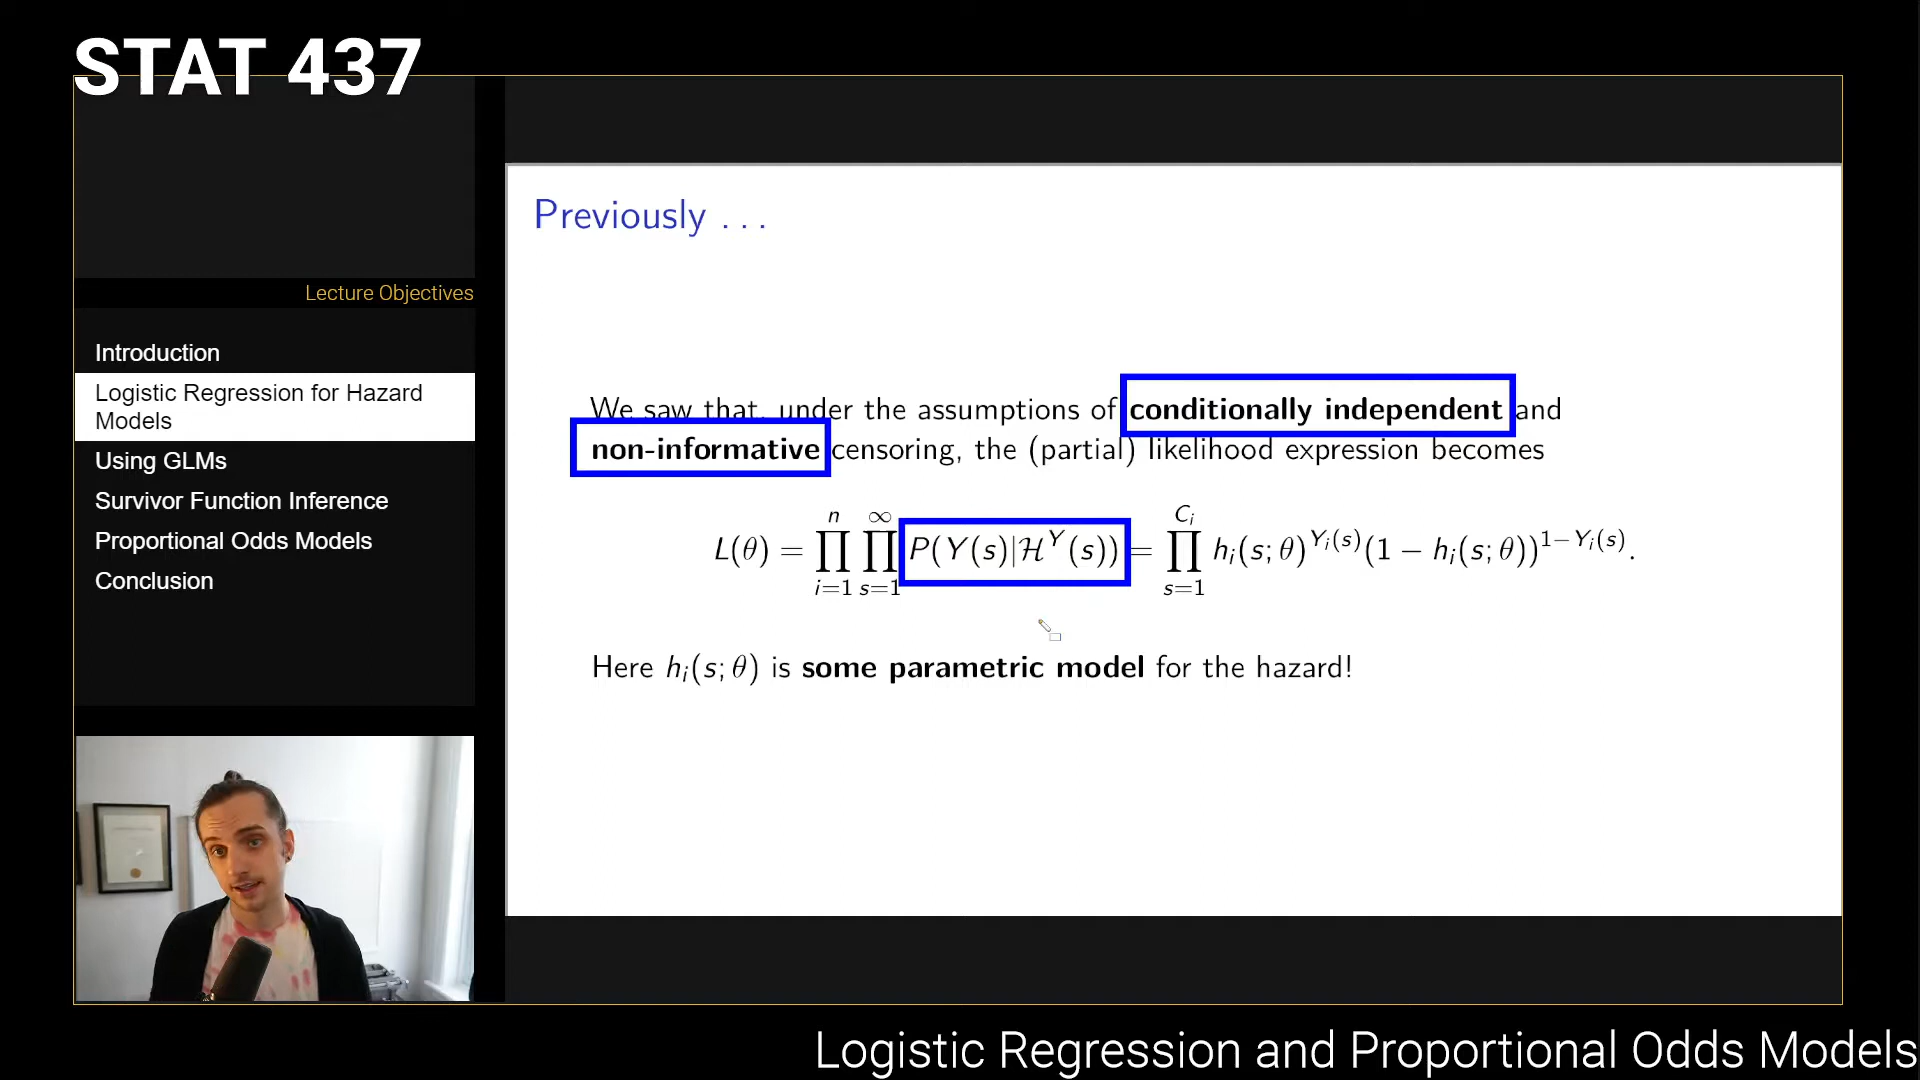 STAT 437
Lecture Objectives
Introduction
Logistic Regression for Hazard
Models
Using GLMs
Survivor Function Inference
Proportional Odds Models
Conclusion
Previously . . .
We saw that, under the assumptions of conditionally independent and
non-informative censoring, the (partial) likelihood expression becomes
L(θ) = ∏_{i=1}^{n} ∏_{s=1}^{∞} P(Y(s)|ℋ^Y(s)) = ∏_{s=1}^{C_i} h_i(s; θ)^{Y_i(s)}(1 − h_i(s; θ))^{1−Y_i(s)}.
Here h_i(s; θ) is some parametric model for the hazard!
Logistic Regression and Proportional Odds Models